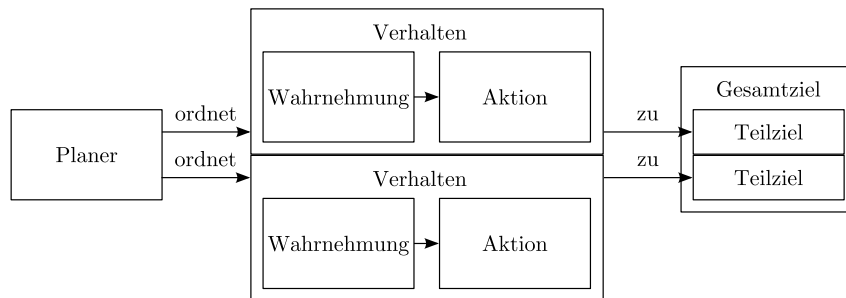 Verhalten
Gesamtziel
ordnet
Wahrnehmung
Aktion
zu
Teilziel
Planer
ordnet
Verhalten
zu
Teilziel
Wahrnehmung
Aktion